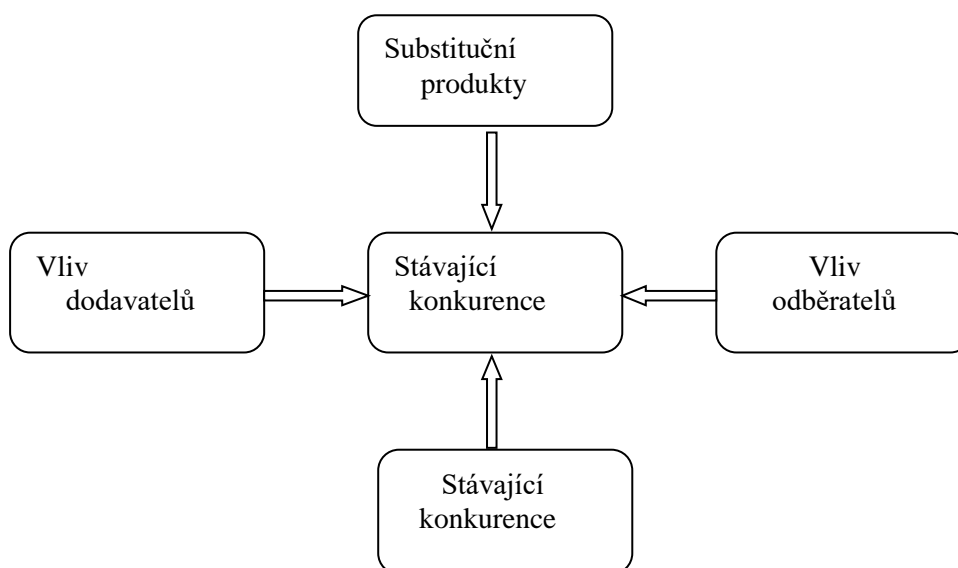 Substituční
produkty
Vliv
dodavatelů
Stávající
konkurence
Vliv
odběratelů
Stávající
konkurence